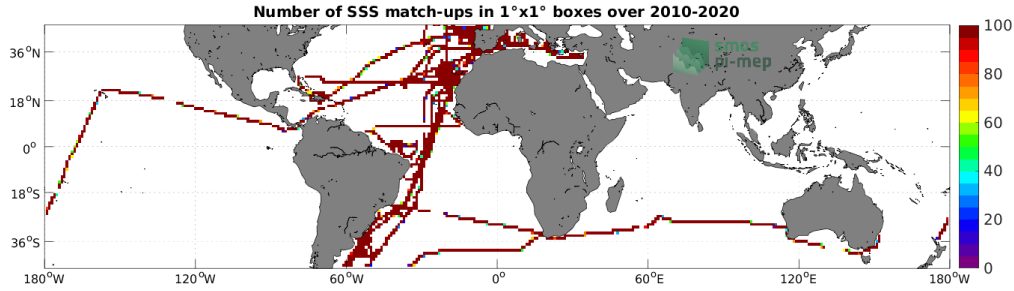 Number of SSS match-ups in 1°x1° boxes over 2010-2020
36°N
18°N
0°
18°S
36°S
180°W
120°W
60°W
0°
60°E
120°E
180°W
100
80
60
40
20
0
smos
pi-mep